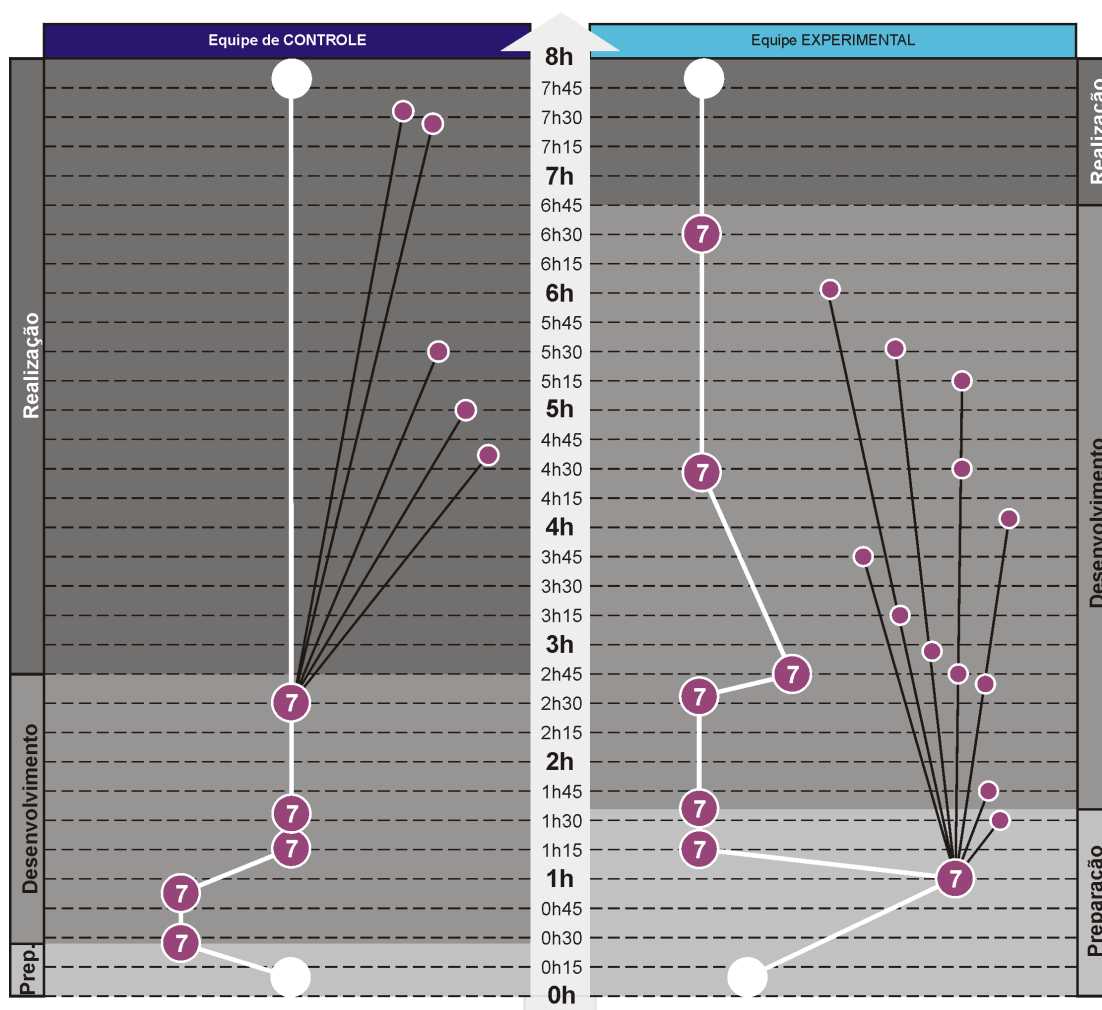 Equipe de CONTROLE
Equipe EXPERIMENTAL
8h
7h45
7h30
7h15
7h
6h45
6h30
6h15
6h
5h45
5h30
5h15
5h
4h45
4h30
4h15
4h
3h45
3h30
3h15
3h
2h45
2h30
2h15
2h
1h45
1h30
1h15
1h
0h45
0h30
0h15
0h
Realização
Desenvolvimento
Prep.
7
7
7
7
7
Realização
Desenvolvimento
Preparação
7
7
7
7
7
7
7